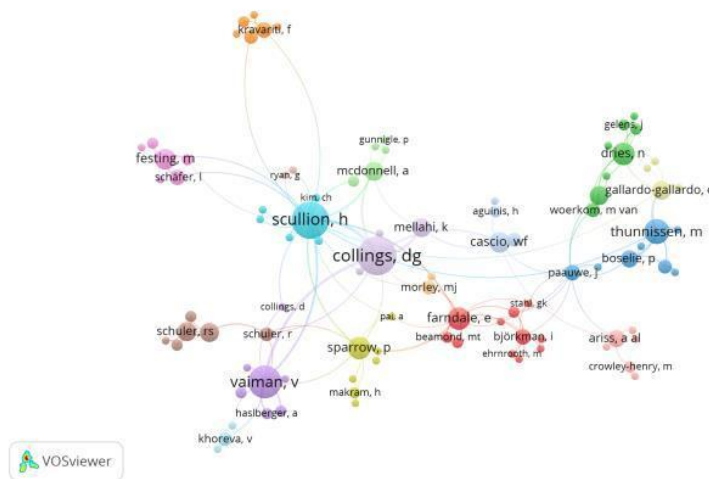 kravariti, f
gelens, j
gunnigle, p
dries, n
festing, m
mcdonnell, a
ryan, g
schäfer, l
gallardo-gallardo, e
kim, ch
aguinis, h
woerkom, m van
scullion, h
mellahi, k
thunnissen, m
cascio, wf
collings, dg
boselie, p
paauwe, j
morley, mj
collings, d
stahl, gk
pai, a
farndale, e
schuler, rs
schuler, r
beamond, mt
björkman, i
ariss, a al
sparrow, p
ehrnrooth, m
crowley-henry, m
vaiman, v
makram, h
haslberger, a
khoreva, v
VOSviewer